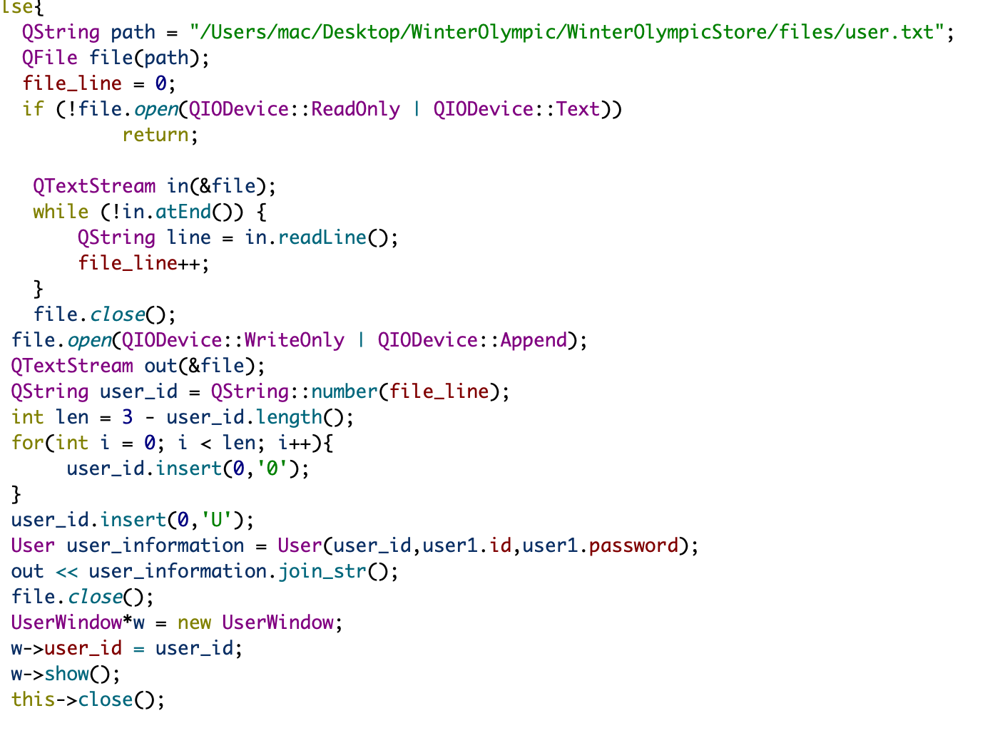 lse{
QString path = "/Users/mac/Desktop/WinterOlympic/WinterOlympicStore/files/user.txt";
QFile file(path);
file_line = 0;
if (!file.open(QIODevice::ReadOnly | QIODevice::Text))
return;
QTextStream in(&file);
while (!in.atEnd()) {
QString line = in.readLine();
file_line++;
}
file.close();
file.open(QIODevice::WriteOnly | QIODevice::Append);
QTextStream out(&file);
QString user_id = QString::number(file_line);
int len = 3 - user_id.length();
for(int i = 0; i < len; i++){
user_id.insert(0,'0');
}
user_id.insert(0,'U');
User user_information = User(user_id,user1.id,user1.password);
out << user_information.join_str();
file.close();
UserWindow*w = new UserWindow;
w->user_id = user_id;
w->show();
this->close();